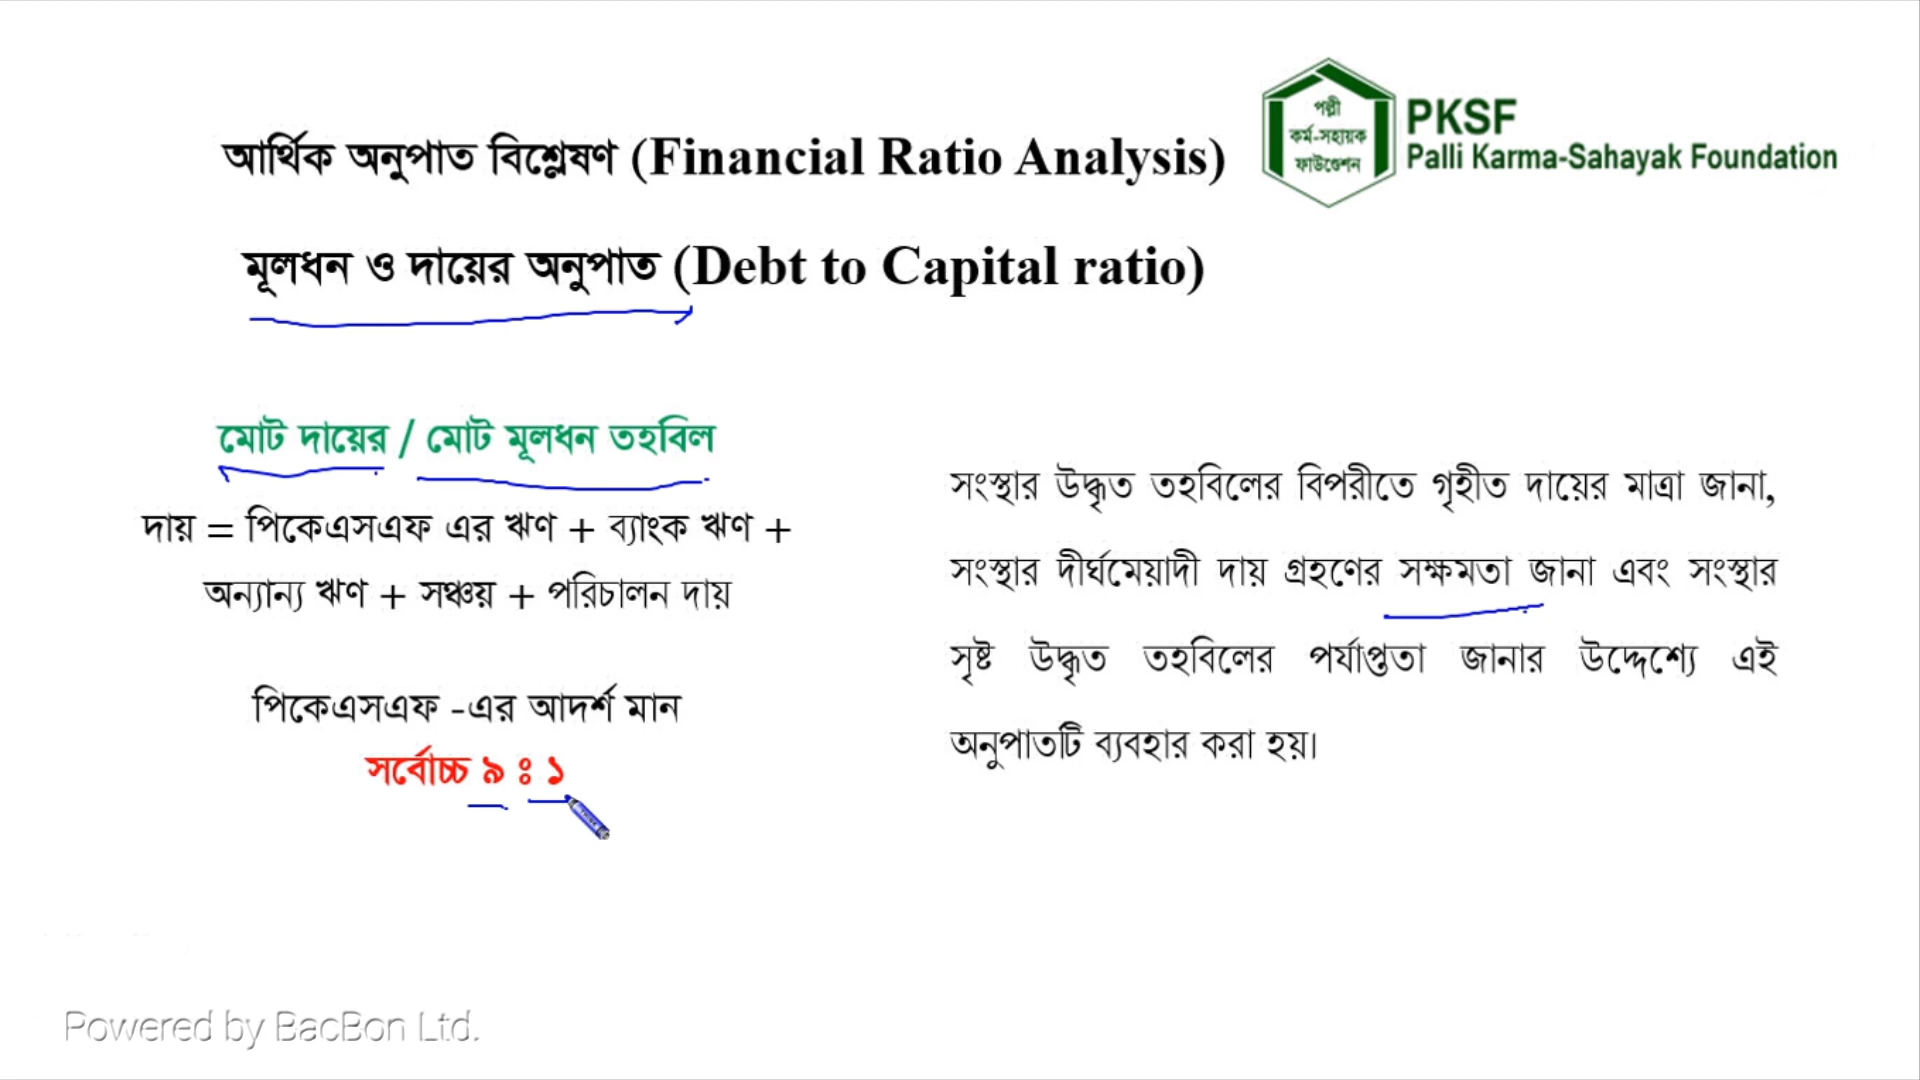 আর্থিক অনুপাত বিশ্লেষণ (Financial Ratio Analysis)
পল্লী
কর্ম-সহায়ক
ফাউণ্ডেশন
PKSF
Palli Karma-Sahayak Foundation
মূলধন ও দায়ের অনুপাত (Debt to Capital ratio)
মোট দায়ের / মোট মূলধন তহবিল
দায় = পিকেএসএফ এর ঋণ + ব্যাংক ঋণ +
অন্যান্য ঋণ + সঞ্চয় + পরিচালন দায়
পিকেএসএফ -এর আদর্শ মান
সর্বোচ্চ ৯ ঃ ১
সংস্থার উদ্ধৃত তহবিলের বিপরীতে গৃহীত দায়ের মাত্রা জানা,
সংস্থার দীর্ঘমেয়াদী দায় গ্রহণের সক্ষমতা জানা এবং সংস্থার
সৃষ্ট উদ্ধৃত তহবিলের পর্যাপ্ততা জানার উদ্দেশ্যে এই
অনুপাতটি ব্যবহার করা হয়।
Powered by BacBon Ltd.